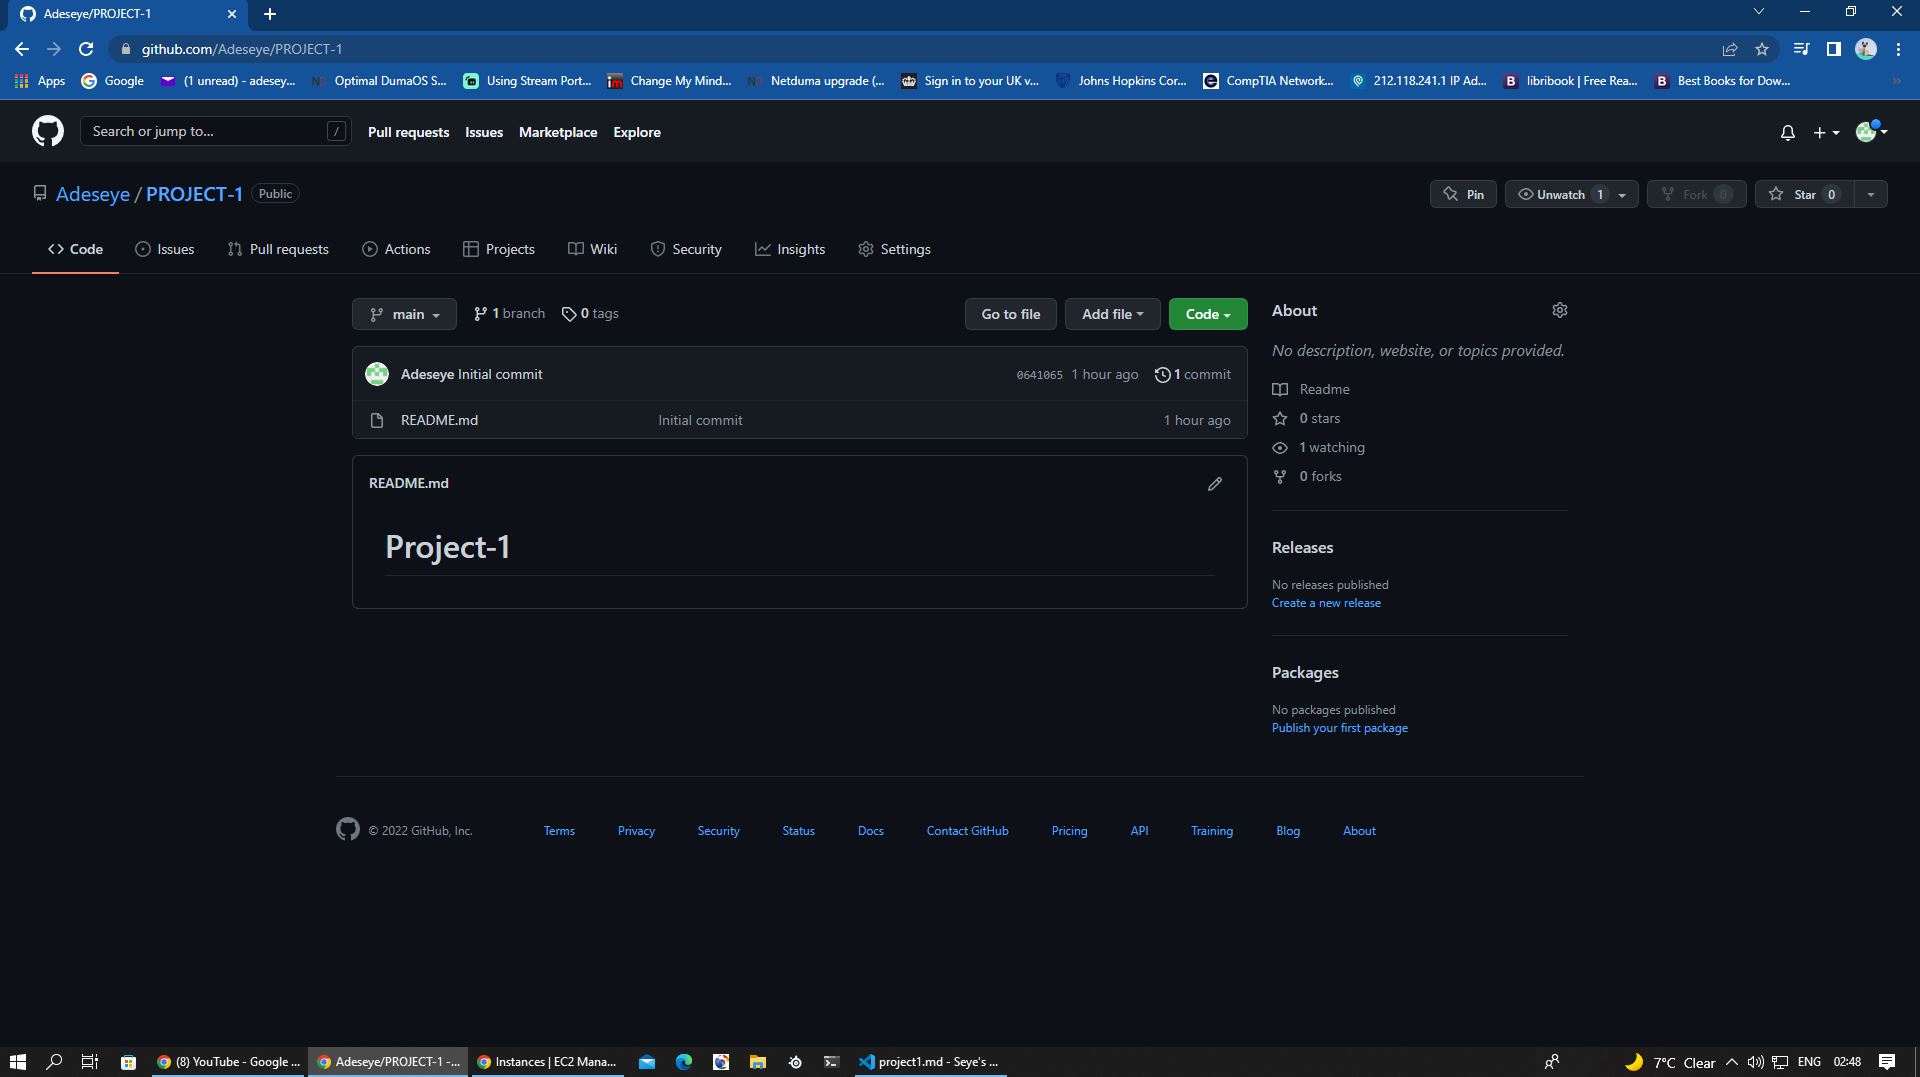 Adeseye/PROJECT-1
github.com/Adeseye/PROJECT-1
Apps Google (1 unread) - adesey... Optimal DumaOS S... Using Stream Port... Change My Mind... Netduma upgrade (... Sign in to your UK v... Johns Hopkins Cor... CompTIA Network... 212.118.241.1 IP Ad... libribook | Free Rea... Best Books for Dow... »
Search or jump to... / Pull requests Issues Marketplace Explore
Adeseye / PROJECT-1 Public Pin Unwatch 1 Fork 0 Star 0
Code Issues Pull requests Actions Projects Wiki Security Insights Settings
main 1 branch 0 tags Go to file Add file Code
Adeseye Initial commit 0641065 1 hour ago 1 commit
README.md Initial commit 1 hour ago
README.md
Project-1
About
No description, website, or topics provided.
Readme
0 stars
1 watching
0 forks
Releases
No releases published
Create a new release
Packages
No packages published
Publish your first package
© 2022 GitHub, Inc. Terms Privacy Security Status Docs Contact GitHub Pricing API Training Blog About
(8) YouTube - Google ... Adeseye/PROJECT-1 -... Instances | EC2 Mana... project1.md - Seye's ... 7°C Clear ENG 02:48